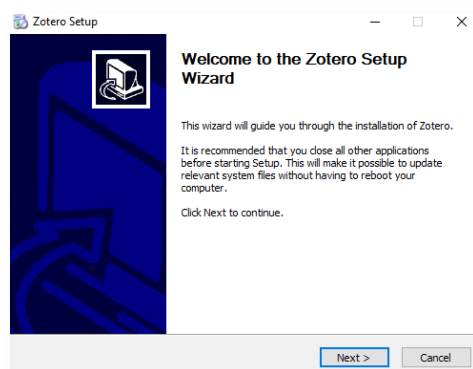 Zotero Setup
Welcome to the Zotero Setup
Wizard
This wizard will guide you through the installation of Zotero.
It is recommended that you close all other applications
before starting Setup. This will make it possible to update
relevant system files without having to reboot your
computer.
Click Next to continue.
Next >
Cancel